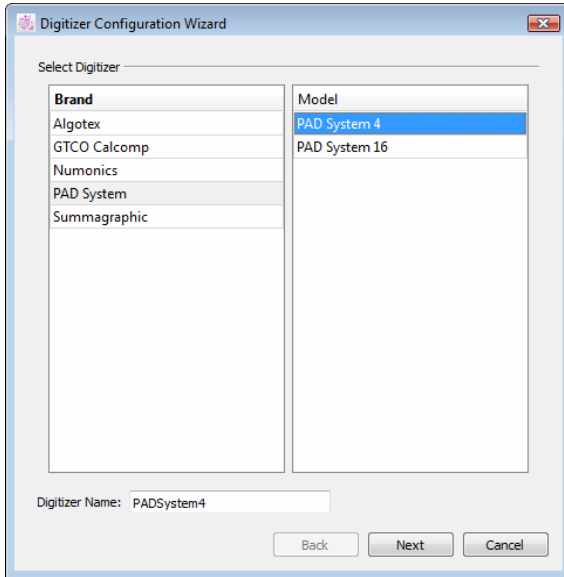 Digitizer Configuration Wizard
Select Digitizer
Brand
Algotex
GTCO Calcomp
Numonics
PAD System
Summagraphic
Model
PAD System 4
PAD System 16
Digitizer Name: PADSystem4
Back Next Cancel